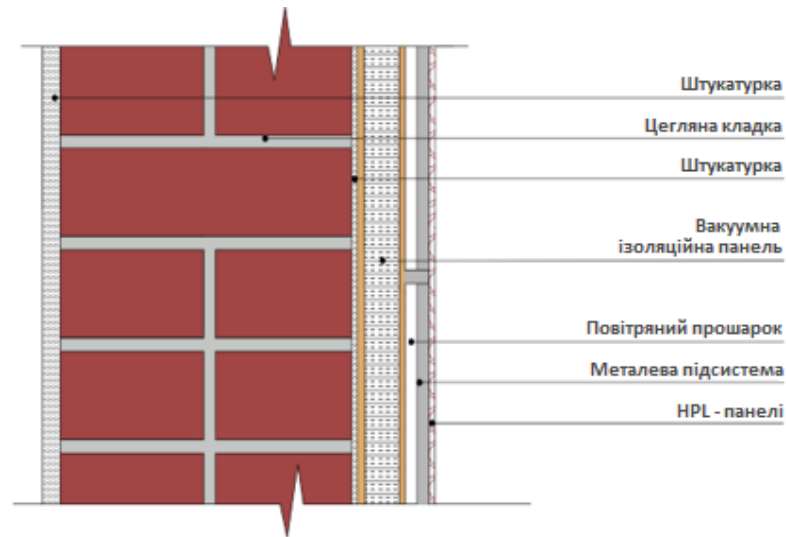 Штукатурка
Цегляна кладка
Штукатурка
Вакуумна
ізоляційна панель
Повітряний прошарок
Металева підсистема
HPL - панелі